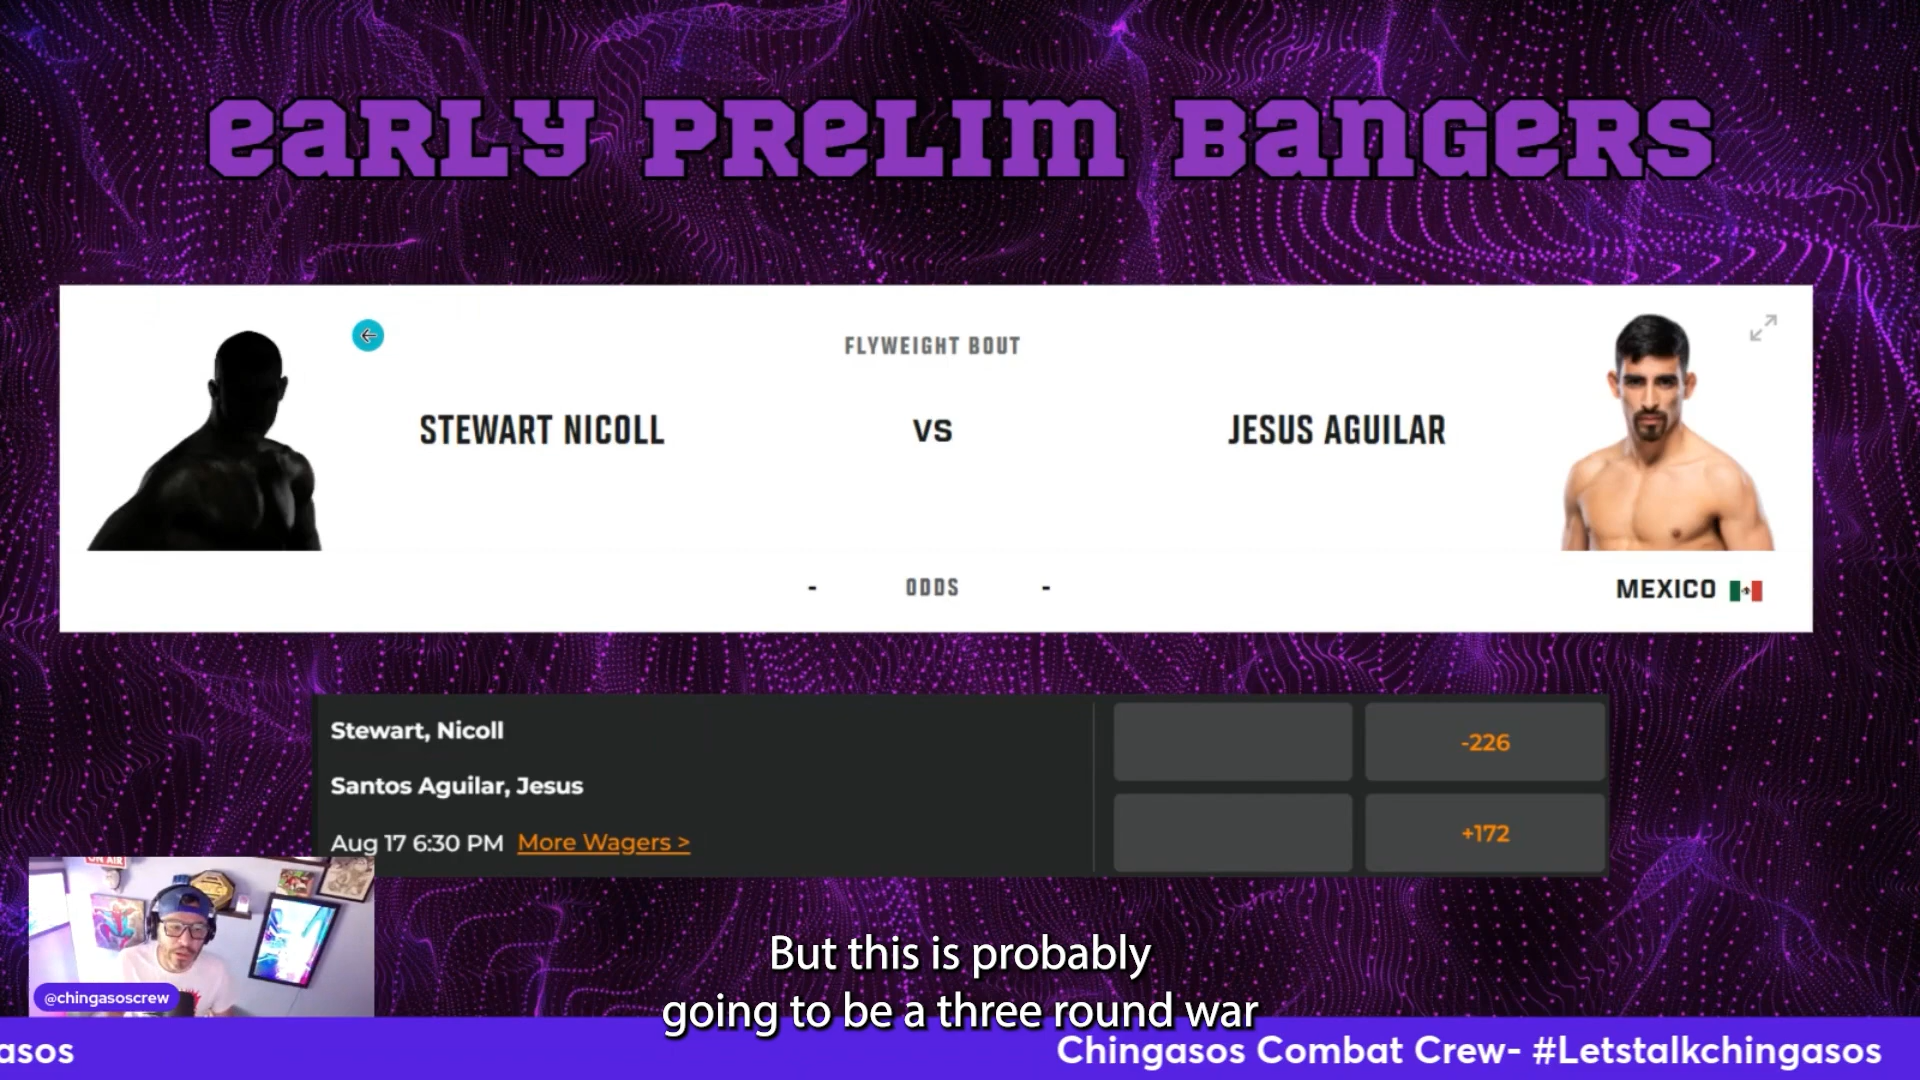 EARLY PRELIM BANGERS
FLYWEIGHT BOUT
STEWART NICOLL
VS
JESUS AGUILAR
- ODDS -
MEXICO
Stewart, Nicoll
-226
Santos Aguilar, Jesus
+172
Aug 17 6:30 PM More Wagers >
ON AIR
@chingasoscrew
But this is probably
going to be a three round war
asos
Chingasos Combat Crew- #Letstalkchingasos